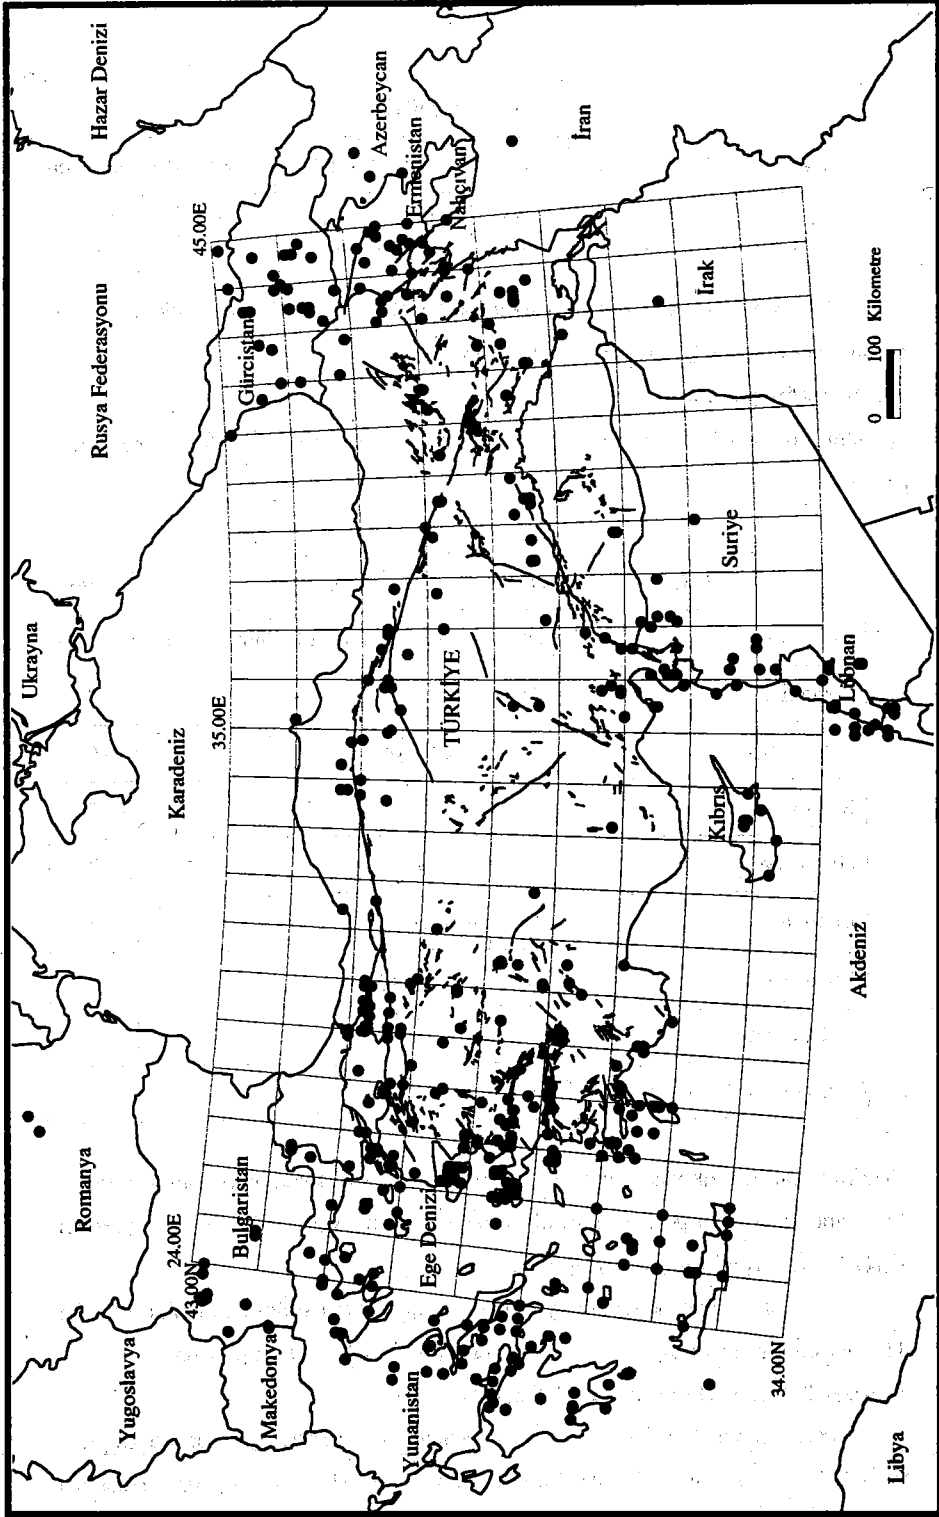 Yugoslavya
Romanya
Ukrayna
Rusya Federasyonu
Hazar Denizi
Makedonya
Bulgaristan
Karadeniz
Gürcistan
Azerbeycan
Ermenistan
Nahçıvan
24.00E
43.00N
35.00E
45.00E
Yunanistan
Ege Denizi
TÜRKİYE
İran
Kıbrıs
Suriye
Irak
Lübnan
Akdeniz
Libya
34.00N
0 100 Kilometre